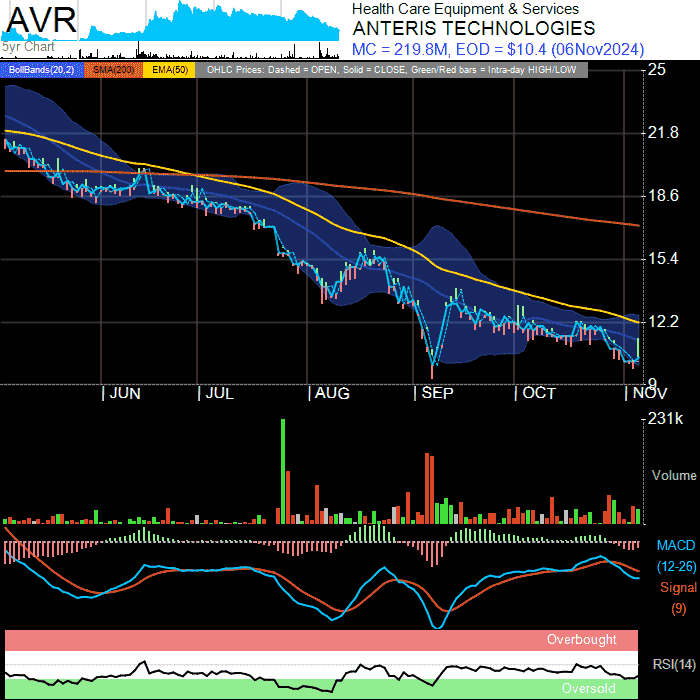 AVR
5yr Chart
Health Care Equipment & Services
ANTERIS TECHNOLOGIES
MC = 219.8M, EOD = $10.4 (06Nov2024)
BollBands(20,2) SMA(200) EMA(50) OHLC Prices: Dashed = OPEN, Solid = CLOSE, Green/Red bars = Intra-day HIGH/LOW
25
21.8
18.6
15.4
12.2
9
JUN JUL AUG SEP OCT NOV
231k
Volume
MACD
(12-26)
Signal
(9)
Overbought
RSI(14)
Oversold